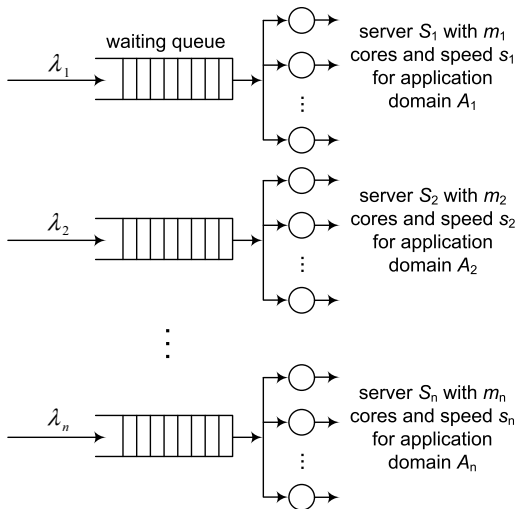 waiting queue
λ₁
server S₁ with m₁
cores and speed s₁
for application
domain A₁
λ₂
server S₂ with m₂
cores and speed s₂
for application
domain A₂
λₙ
server Sₙ with mₙ
cores and speed sₙ
for application
domain Aₙ